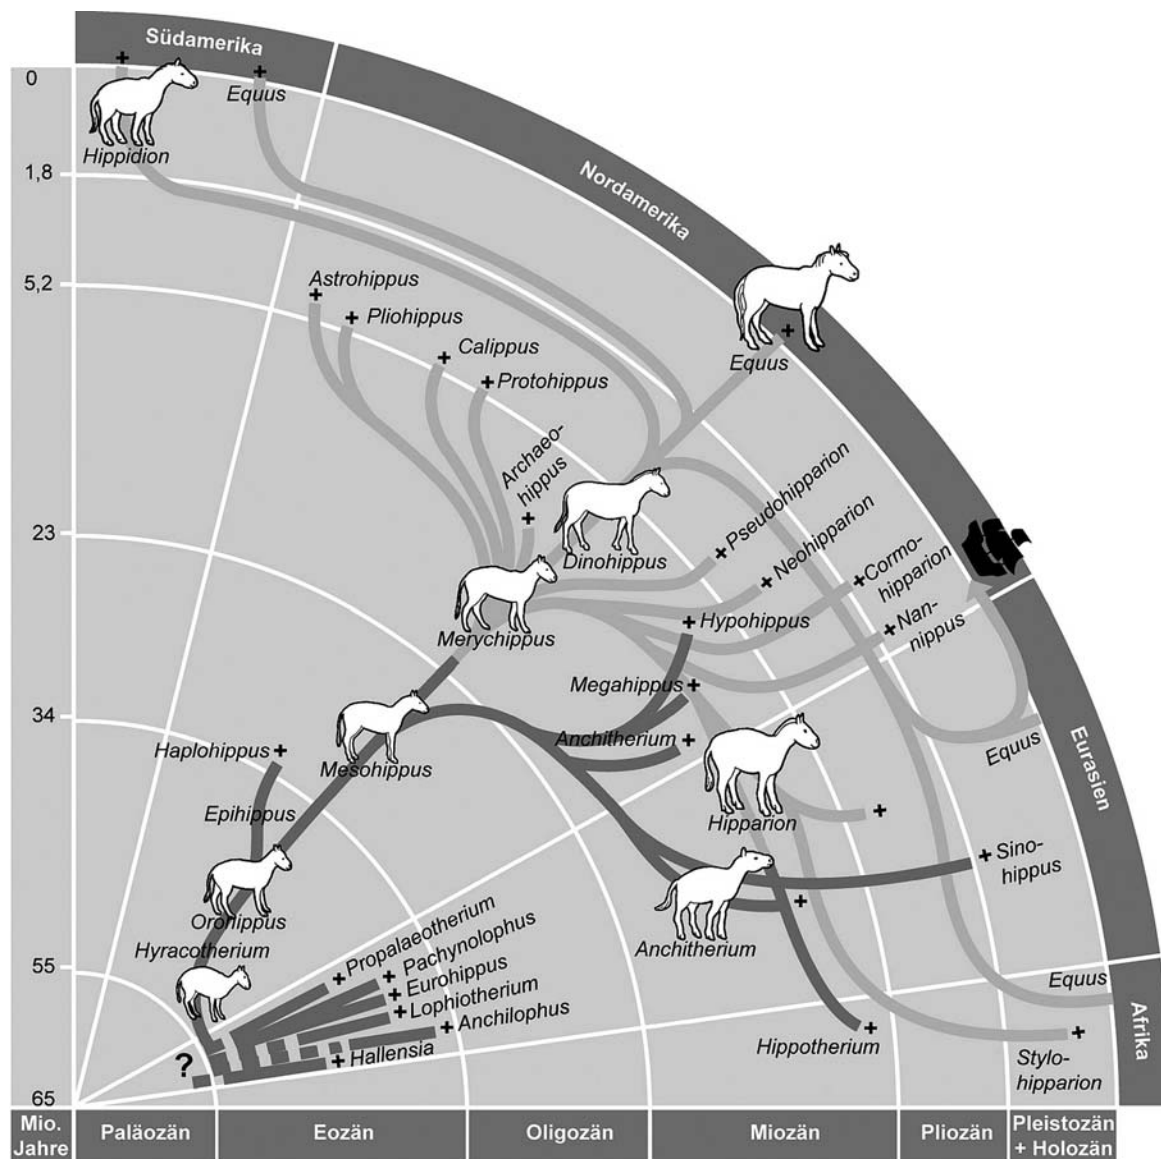 Südamerika
Nordamerika
Eurasien
Afrika
0
1,8
5,2
23
34
55
65
Hippidion
Equus
Astrohippus
Pliohippus
Calippus
Protohippus
Archaeo-
hippus
Equus
Dinohippus
Pseudohipparion
Neohipparion
Cormo-
hipparion
Nan-
nippus
Merychippus
Hypohippus
Megahippus
Anchitherium
Mesohippus
Haplohippus
Epihippus
Orohippus
Hyracotherium
Hipparion
Equus
Sino-
hippus
Anchitherium
Propalaeotherium
Pachynolophus
Eurohippus
Lophiotherium
Anchilophus
Hallensia
?
Equus
Hippotherium
Stylo-
hipparion
Mio.
Jahre
Paläozän
Eozän
Oligozän
Miozän
Pliozän
Pleistozän
+ Holozän